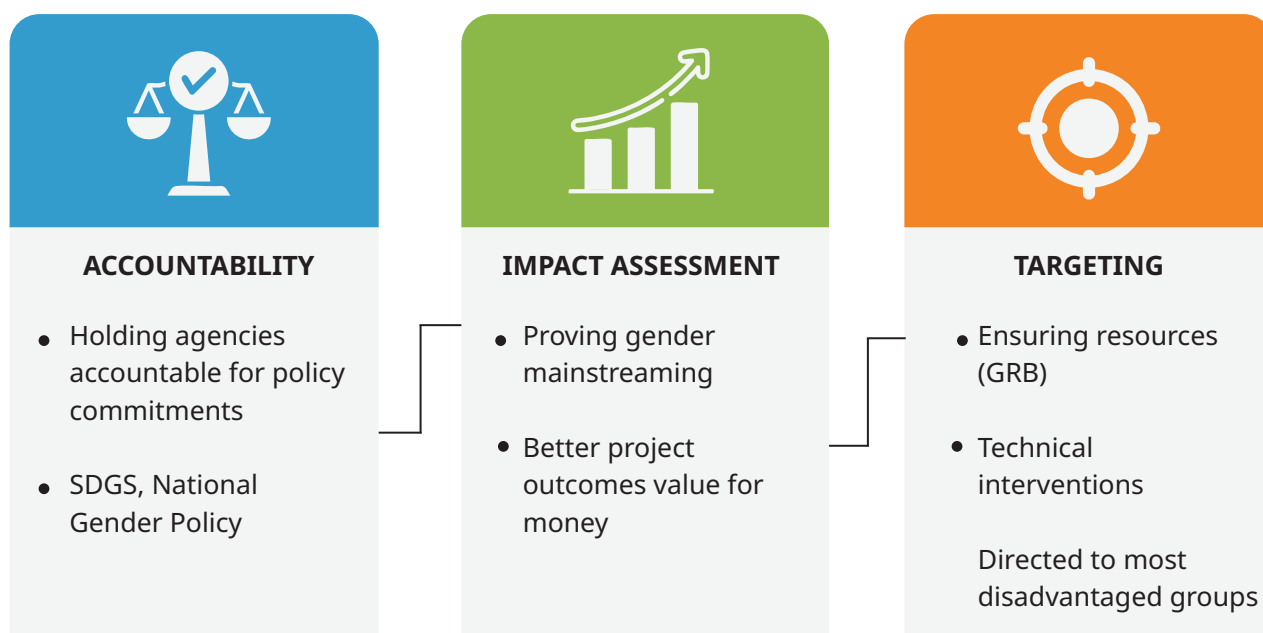 ACCOUNTABILITY
• Holding agencies
accountable for policy
commitments
• SDGS, National
Gender Policy
IMPACT ASSESSMENT
• Proving gender
mainstreaming
• Better project
outcomes value for
money
TARGETING
• Ensuring resources
(GRB)
• Technical
interventions
Directed to most
disadvantaged groups